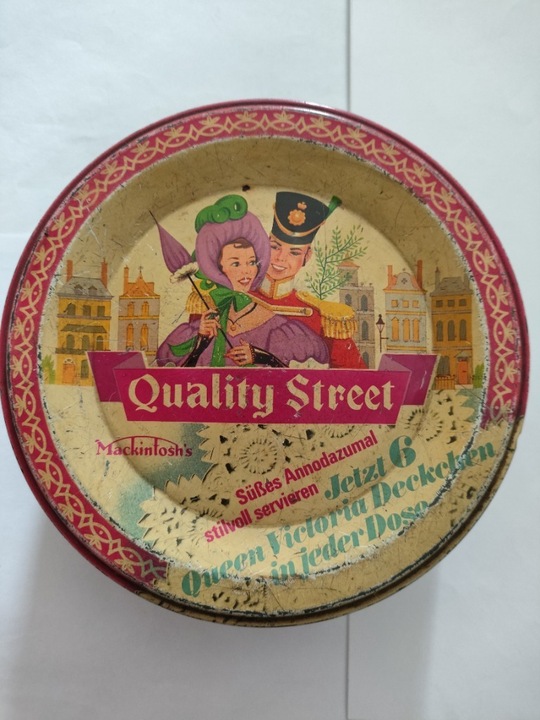 Quality Street
Mackintosh's
Süßes Annodazumal
stilvoll servieren Jetzt 6
Queen Victoria Deckchen
in jeder Dose